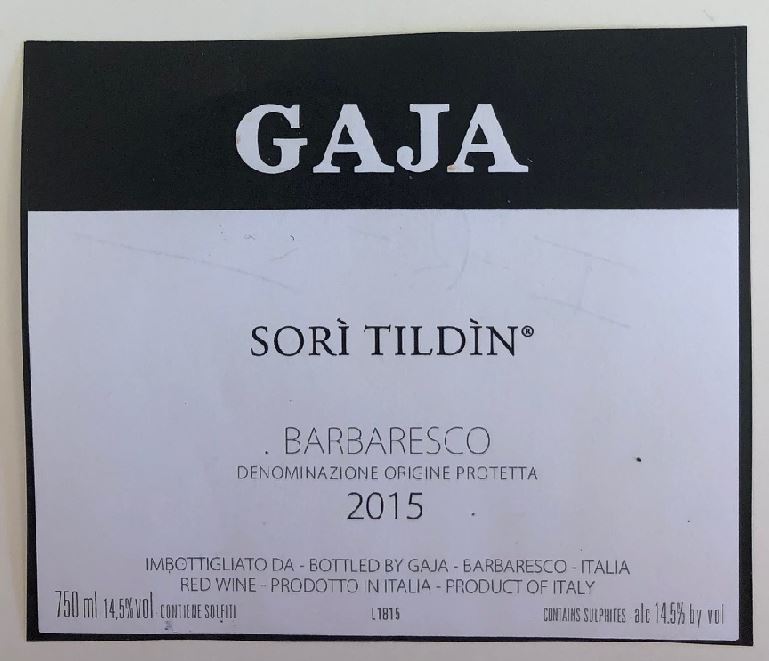 GAJA
SORÌ TILDÌN®
BARBARESCO
DENOMINAZIONE ORIGINE PROTETTA
2015
IMBOTTIGLIATO DA - BOTTLED BY GAJA - BARBARESCO - ITALIA
RED WINE - PRODOTTO IN ITALIA - PRODUCT OF ITALY
750 ml 14,5% vol CONTIENE SOLFITI L1815 CONTAINS SULPHITES alc 14.5% by vol